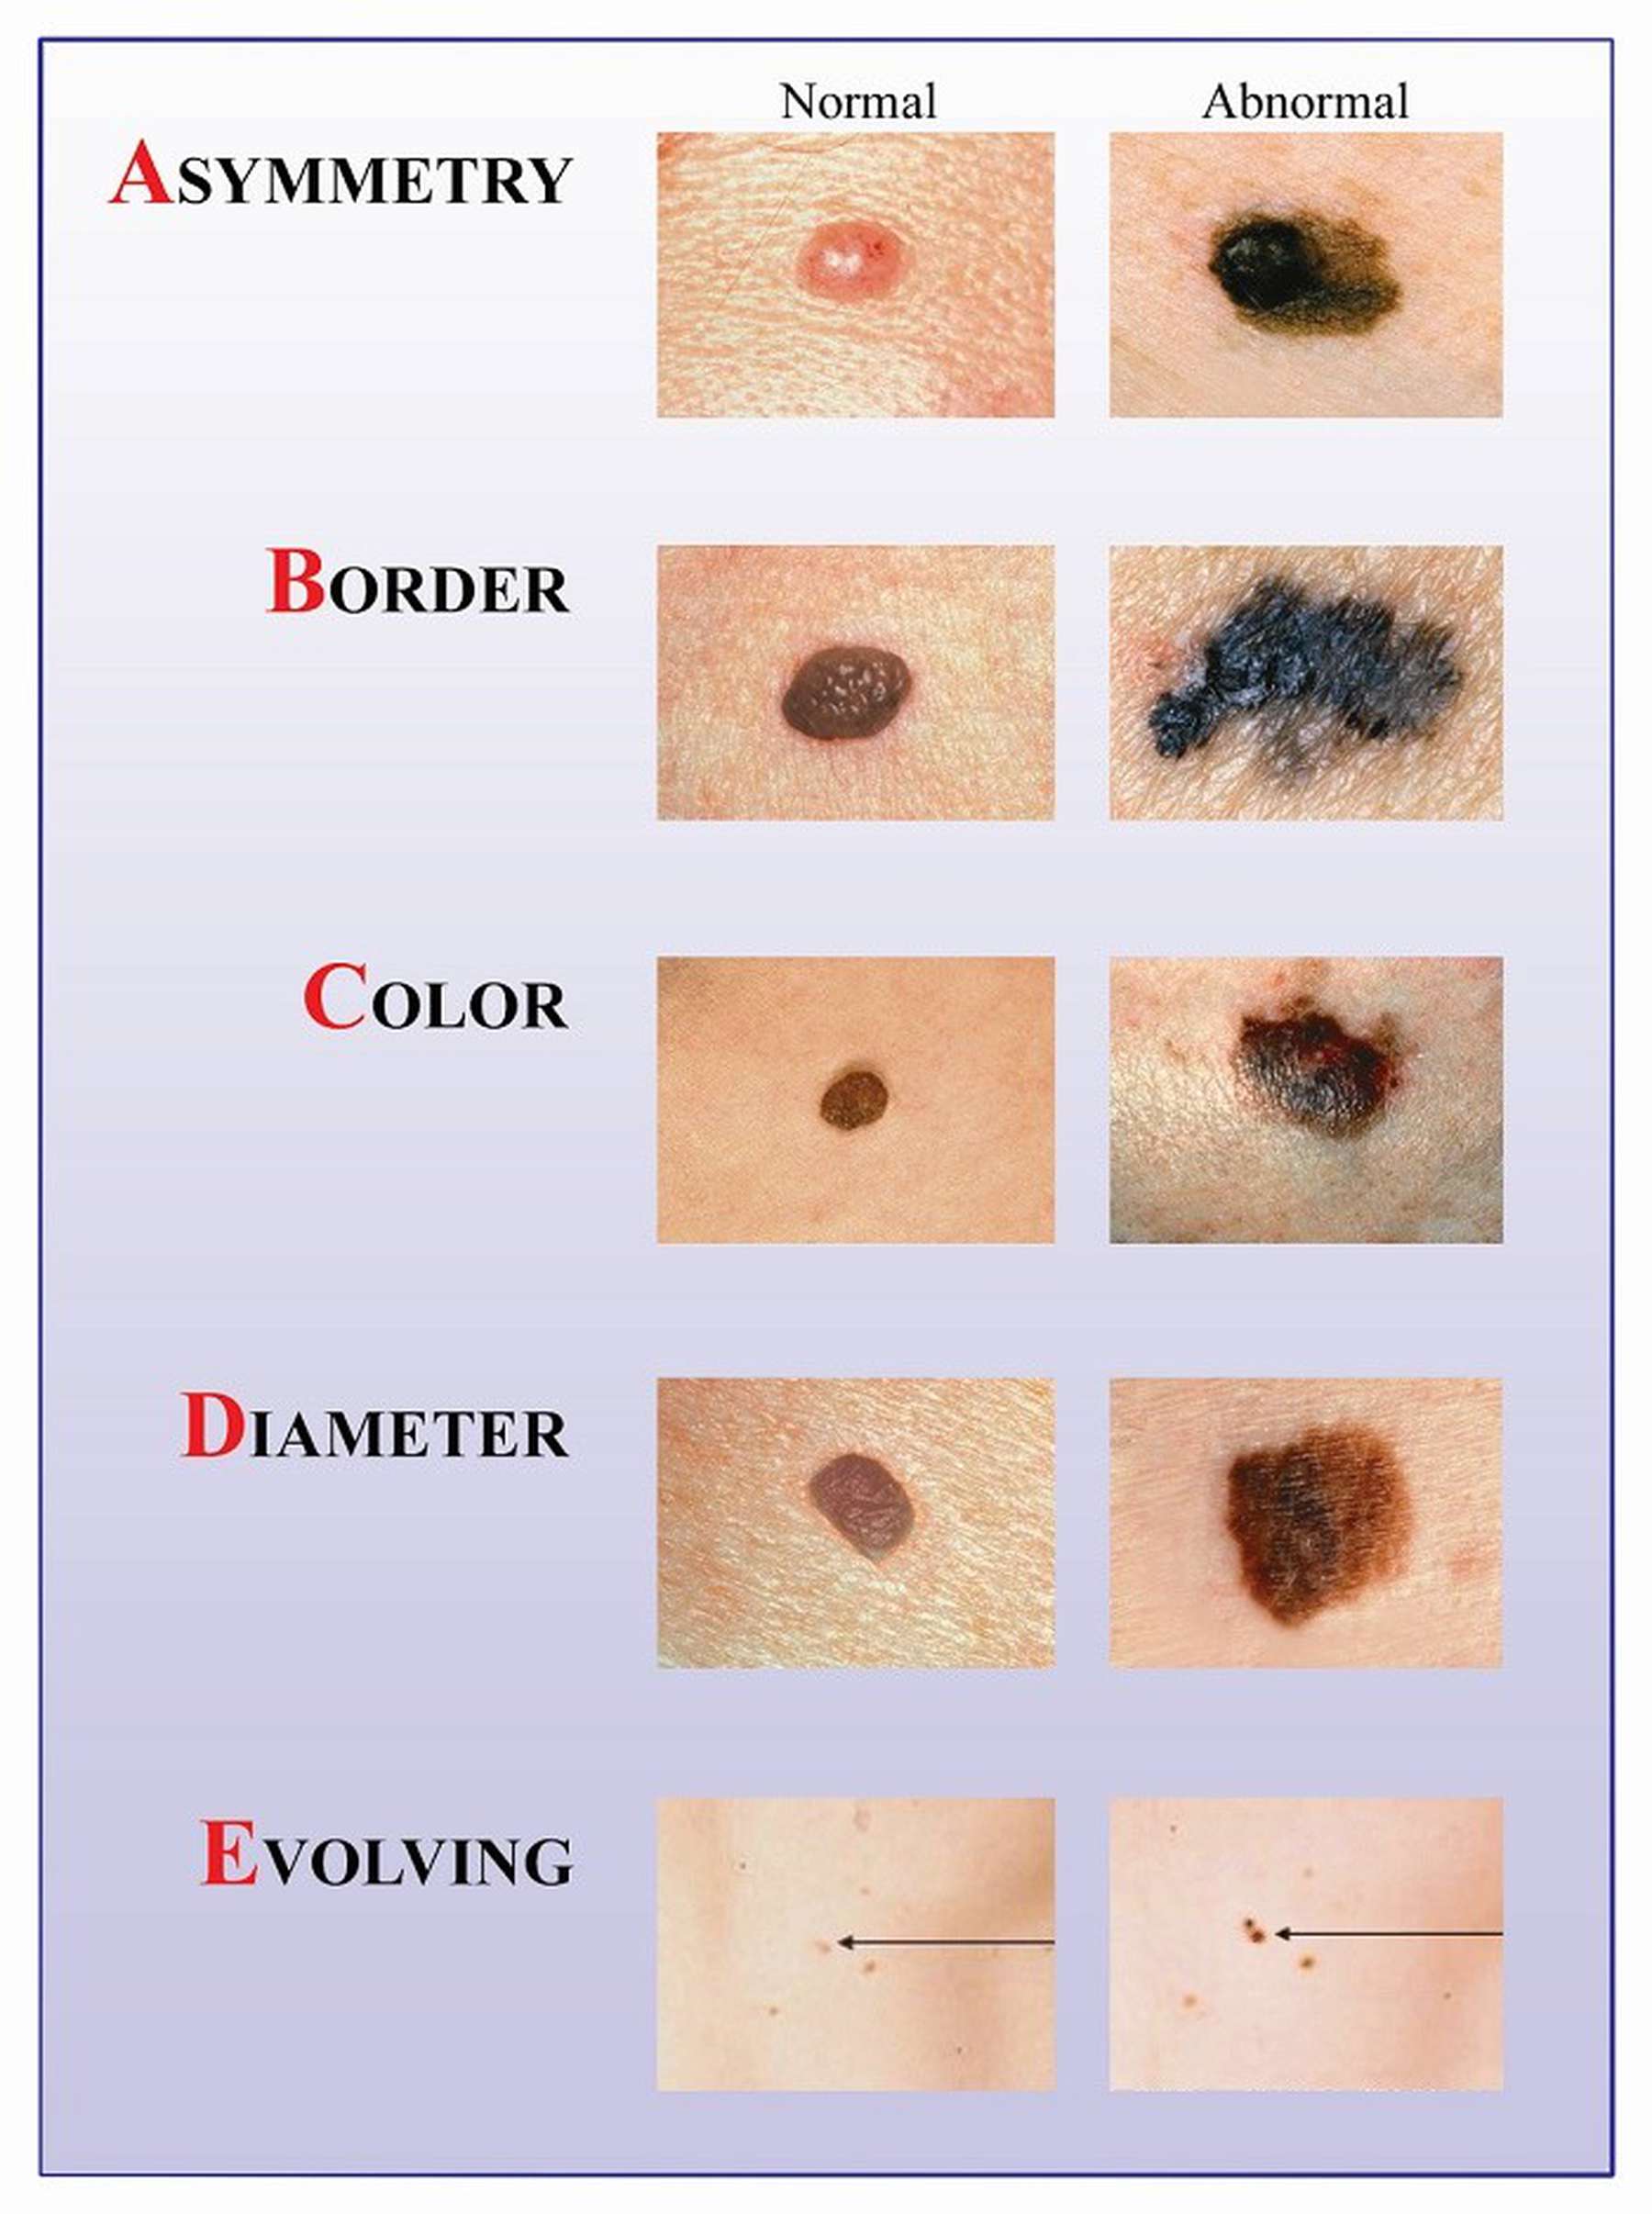 Normal Abnormal
ASYMMETRY
BORDER
COLOR
DIAMETER
EVOLVING